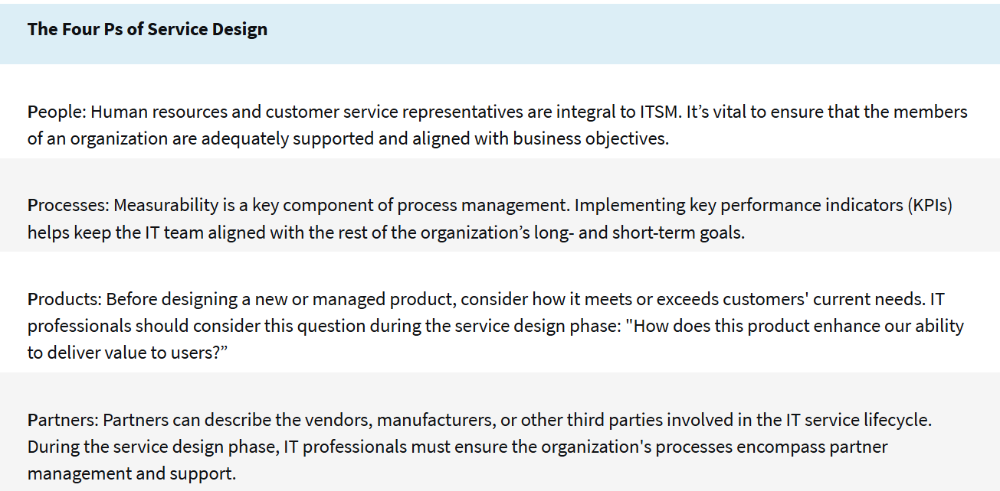 The Four Ps of Service Design
People: Human resources and customer service representatives are integral to ITSM. It’s vital to ensure that the members
of an organization are adequately supported and aligned with business objectives.
Processes: Measurability is a key component of process management. Implementing key performance indicators (KPIs)
helps keep the IT team aligned with the rest of the organization’s long- and short-term goals.
Products: Before designing a new or managed product, consider how it meets or exceeds customers' current needs. IT
professionals should consider this question during the service design phase: "How does this product enhance our ability
to deliver value to users?”
Partners: Partners can describe the vendors, manufacturers, or other third parties involved in the IT service lifecycle.
During the service design phase, IT professionals must ensure the organization's processes encompass partner
management and support.